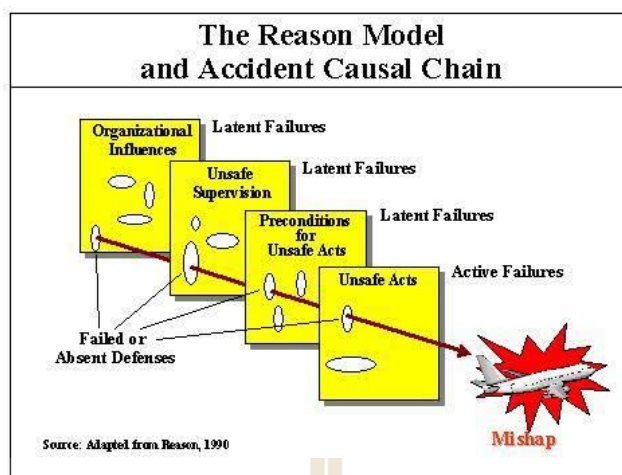 The Reason Model
and Accident Causal Chain
Organizational
Influences
Latent Failures
Unsafe
Supervision
Latent Failures
Preconditions
for
Unsafe Acts
Latent Failures
Unsafe Acts
Active Failures
Failed or
Absent Defenses
Mishap
Source: Adapted from Reason, 1990